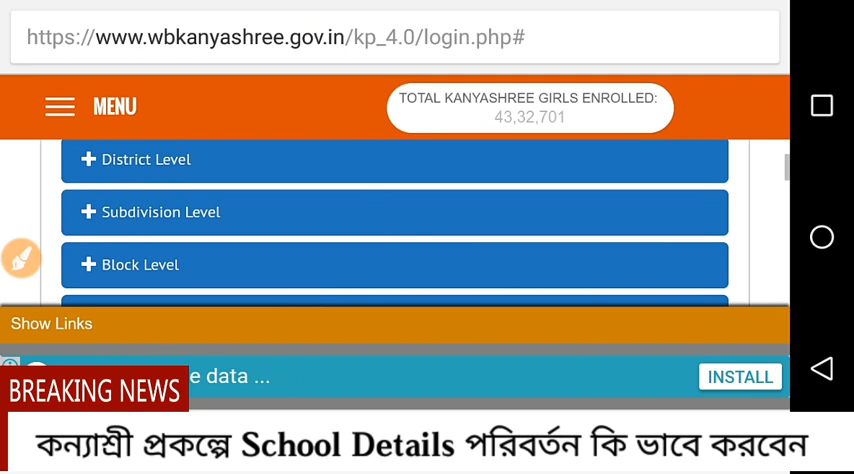 https://www.wbkanyashree.gov.in/kp_4.0/login.php#
MENU
TOTAL KANYASHREE GIRLS ENROLLED:
43,32,701
District Level
Subdivision Level
Block Level
Show Links
e data ...
INSTALL
BREAKING NEWS
কন্যাশ্রী প্রকল্পে School Details পরিবর্তন কি ভাবে করবেন